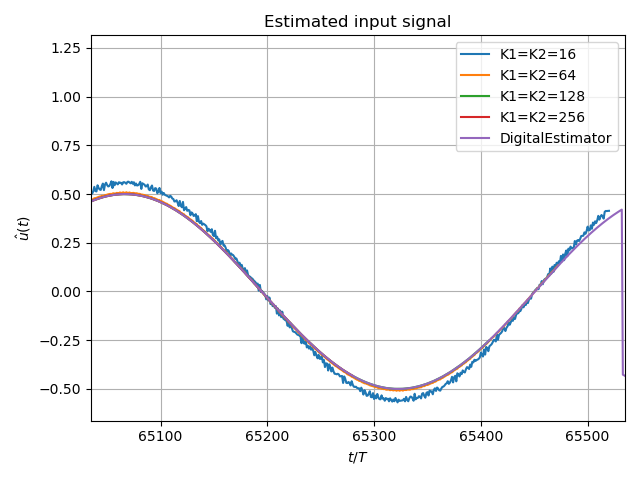 Estimated input signal
1.25
1.00
0.75
0.50
0.25
0.00
−0.25
−0.50
û(t)
K1=K2=16
K1=K2=64
K1=K2=128
K1=K2=256
DigitalEstimator
65100 65200 65300 65400 65500
t/T